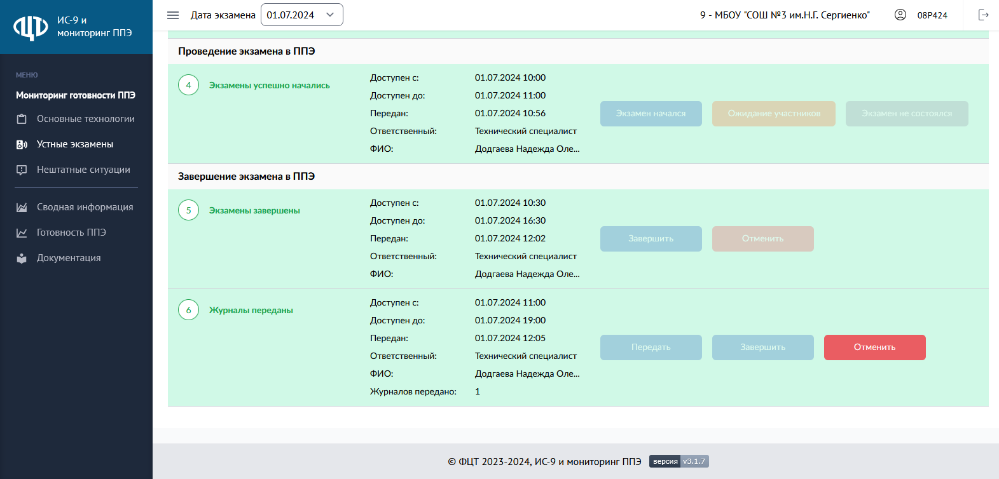 ФЦТ
ИС-9 и
мониторинг ППЭ
Дата экзамена
01.07.2024
9 - МБОУ "СОШ №3 им.Н.Г. Сергиенко"
08P424
МЕНЮ
Мониторинг готовности ППЭ
Основные технологии
Устные экзамены
Нештатные ситуации
Сводная информация
Готовность ППЭ
Документация
Проведение экзамена в ППЭ
4 Экзамены успешно начались
Доступен с: 01.07.2024 10:00
Доступен до: 01.07.2024 11:00
Передан: 01.07.2024 10:56
Ответственный: Технический специалист
ФИО: Додгаева Надежда Оле...
Экзамен начался Ожидание участников Экзамен не состоялся
Завершение экзамена в ППЭ
5 Экзамены завершены
Доступен с: 01.07.2024 10:30
Доступен до: 01.07.2024 16:30
Передан: 01.07.2024 12:02
Ответственный: Технический специалист
ФИО: Додгаева Надежда Оле...
Завершить Отменить
6 Журналы переданы
Доступен с: 01.07.2024 11:00
Доступен до: 01.07.2024 19:00
Передан: 01.07.2024 12:05
Ответственный: Технический специалист
ФИО: Додгаева Надежда Оле...
Журналов передано: 1
Передать Завершить Отменить
© ФЦТ 2023-2024, ИС-9 и мониторинг ППЭ версия v3.1.7